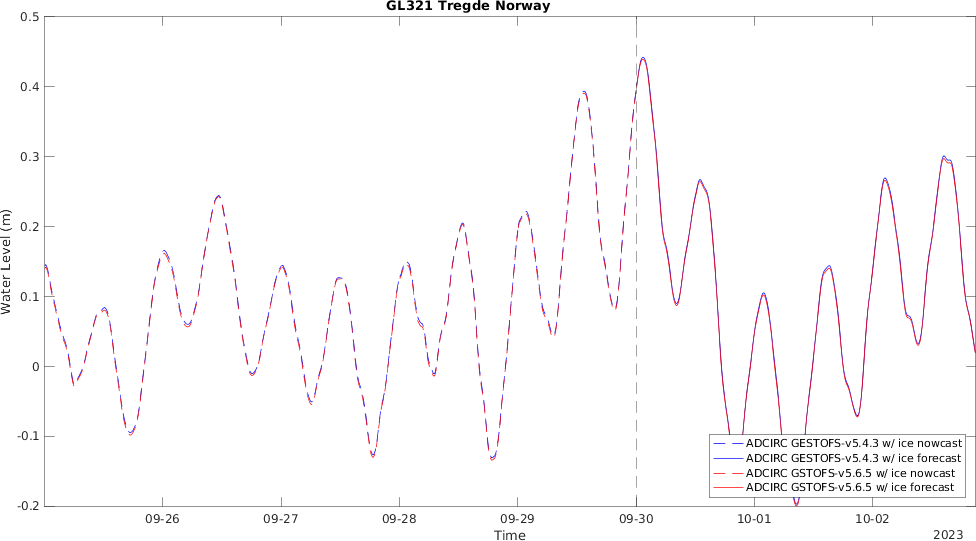 GL321 Tregde Norway
0.5
0.4
0.3
0.2
0.1
0
-0.1
-0.2
Water Level (m)
ADCIRC GESTOFS-v5.4.3 w/ ice nowcast
ADCIRC GESTOFS-v5.4.3 w/ ice forecast
ADCIRC GSTOFS-v5.6.5 w/ ice nowcast
ADCIRC GSTOFS-v5.6.5 w/ ice forecast
09-26 09-27 09-28 09-29 09-30 10-01 10-02
Time
2023